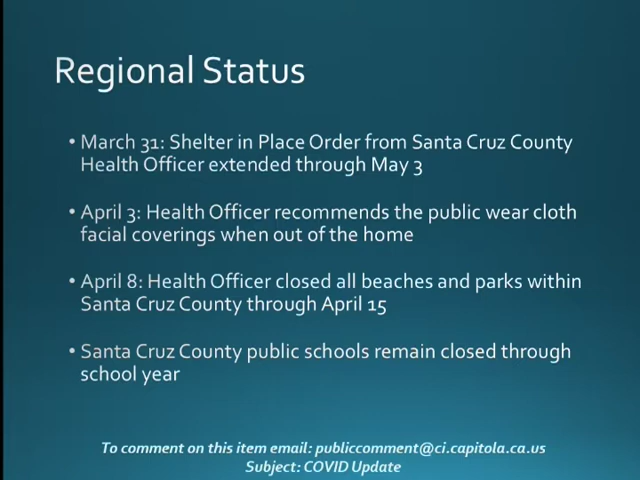 Regional Status
• March 31: Shelter in Place Order from Santa Cruz County
Health Officer extended through May 3
• April 3: Health Officer recommends the public wear cloth
facial coverings when out of the home
• April 8: Health Officer closed all beaches and parks within
Santa Cruz County through April 15
• Santa Cruz County public schools remain closed through
school year
To comment on this item email: publiccomment@ci.capitola.ca.us
Subject: COVID Update